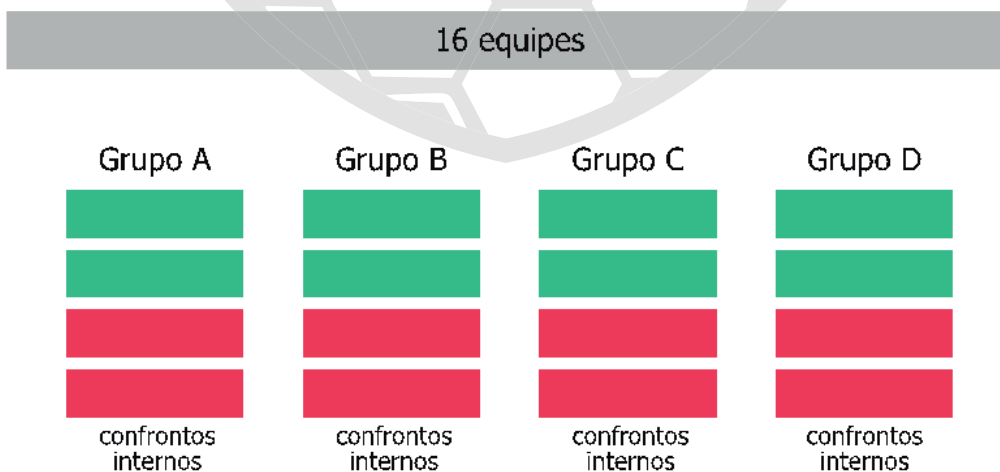 16 equipes
Grupo A
Grupo B
Grupo C
Grupo D
confrontos
internos
confrontos
internos
confrontos
internos
confrontos
internos